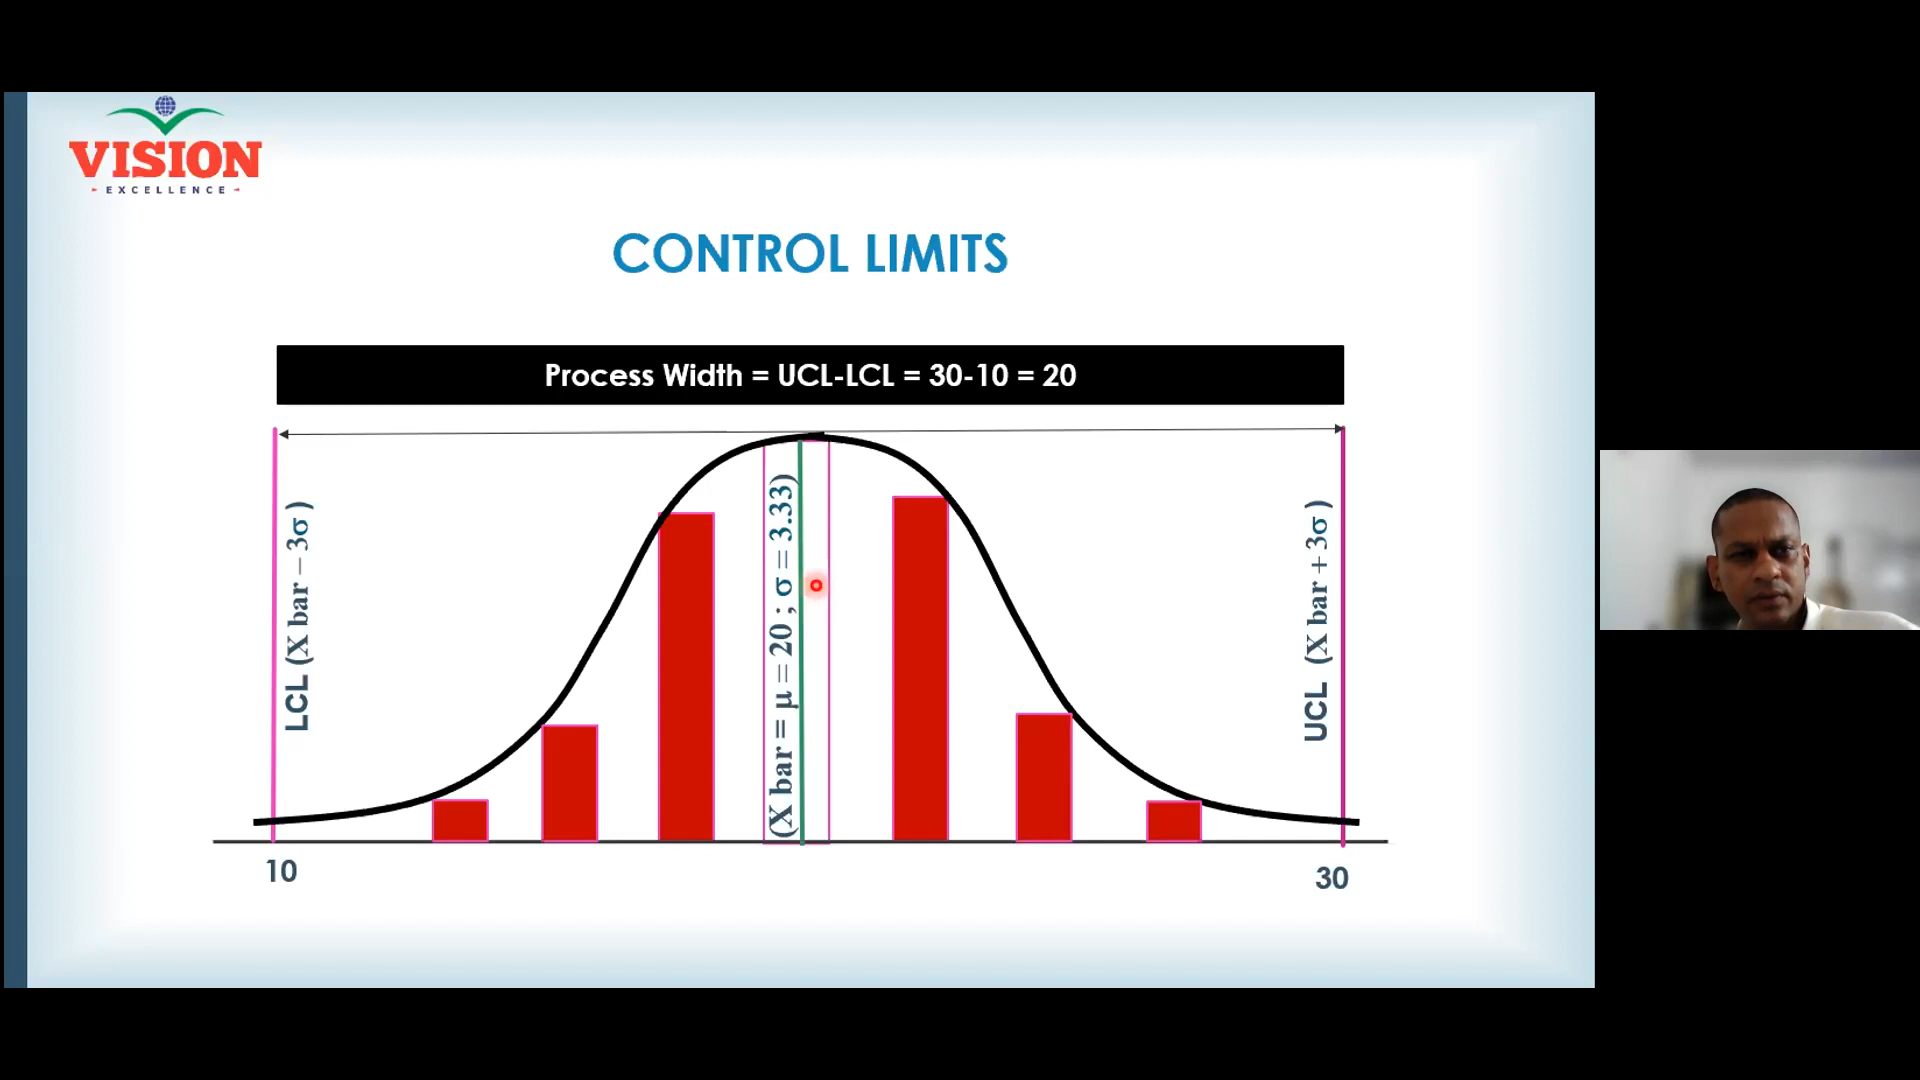 VISION
EXCELLENCE
CONTROL LIMITS
Process Width = UCL-LCL = 30-10 = 20
LCL (X bar – 3σ )
(X bar = μ = 20 ; σ = 3.33)
UCL (X bar + 3σ )
10
30